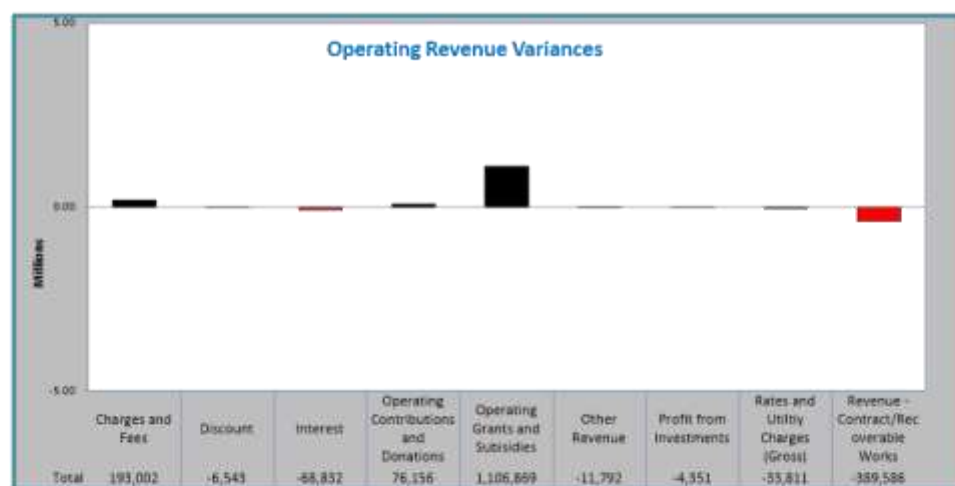 5.00
Operating Revenue Variances
0.00
Millions
-5.00
Charges and
Fees
Discount
Interest
Operating
Contributions
and
Donations
Operating
Grants and
Subisidies
Other
Revenue
Profit from
Investments
Rates and
Utiltiy
Charges
(Gross)
Revenue -
Contract/Rec
overable
Works
Total 193,002 -6,543 -68,832 76,156 1,106,869 -11,792 -4,351 -33,811 -389,586